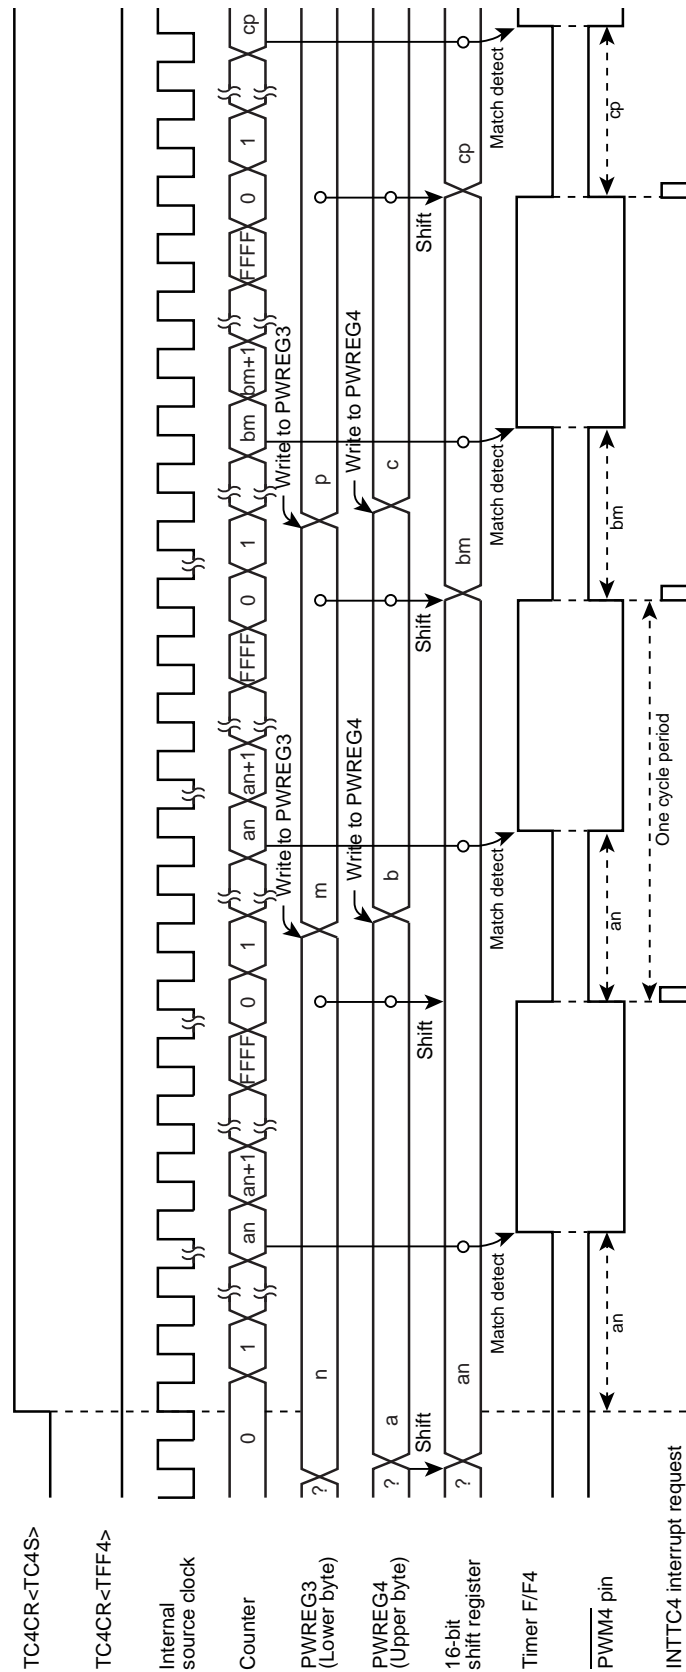 TC4CR<TC4S>
TC4CR<TFF4>
Internal
source clock
Counter
0
1
an
an+1
FFFF
0
1
an
an+1
FFFF
0
1
bm
bm+1
FFFF
0
1
cp
Write to PWREG3
Write to PWREG3
PWREG3
(Lower byte)
?
n
m
p
Write to PWREG4
Write to PWREG4
PWREG4
(Upper byte)
?
a
b
c
Shift
Shift
Shift
Shift
16-bit
shift register
?
an
bm
cp
Match detect
Match detect
Match detect
Match detect
Timer F/F4
PWM4 pin
an
an
bm
cp
One cycle period
INTTC4 interrupt request